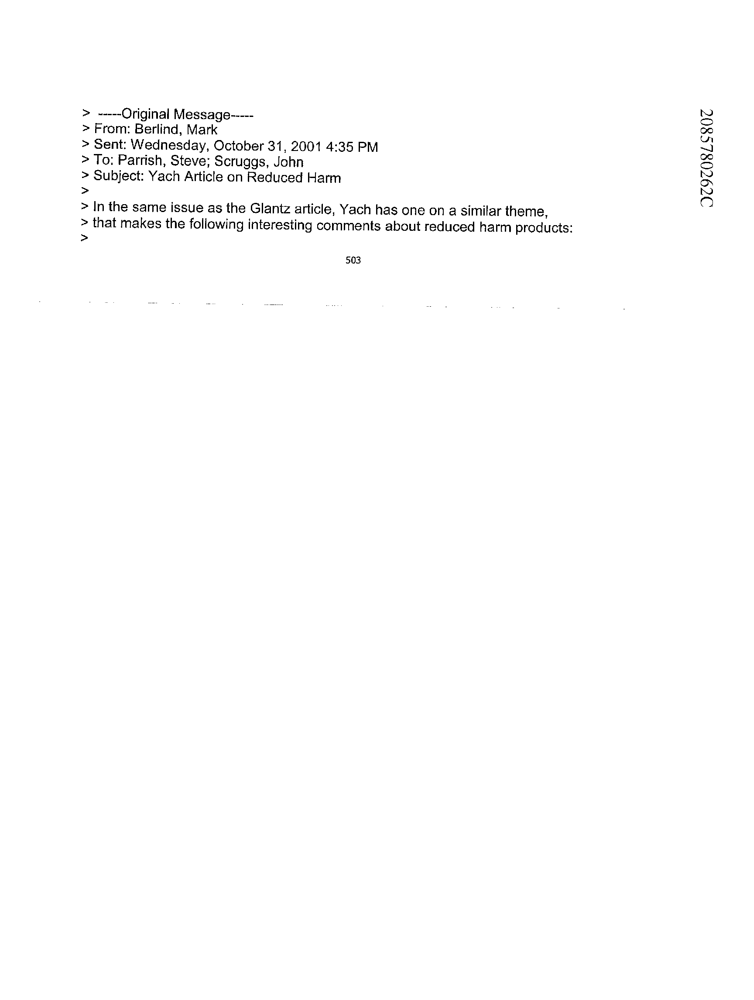 > -----Original Message-----
> From: Berlind, Mark
> Sent: Wednesday, October 31, 2001 4:35 PM
> To: Parrish, Steve; Scruggs, John
> Subject: Yach Article on Reduced Harm
>
> In the same issue as the Glantz article, Yach has one on a similar theme,
> that makes the following interesting comments about reduced harm products:
>
503
2085780262C